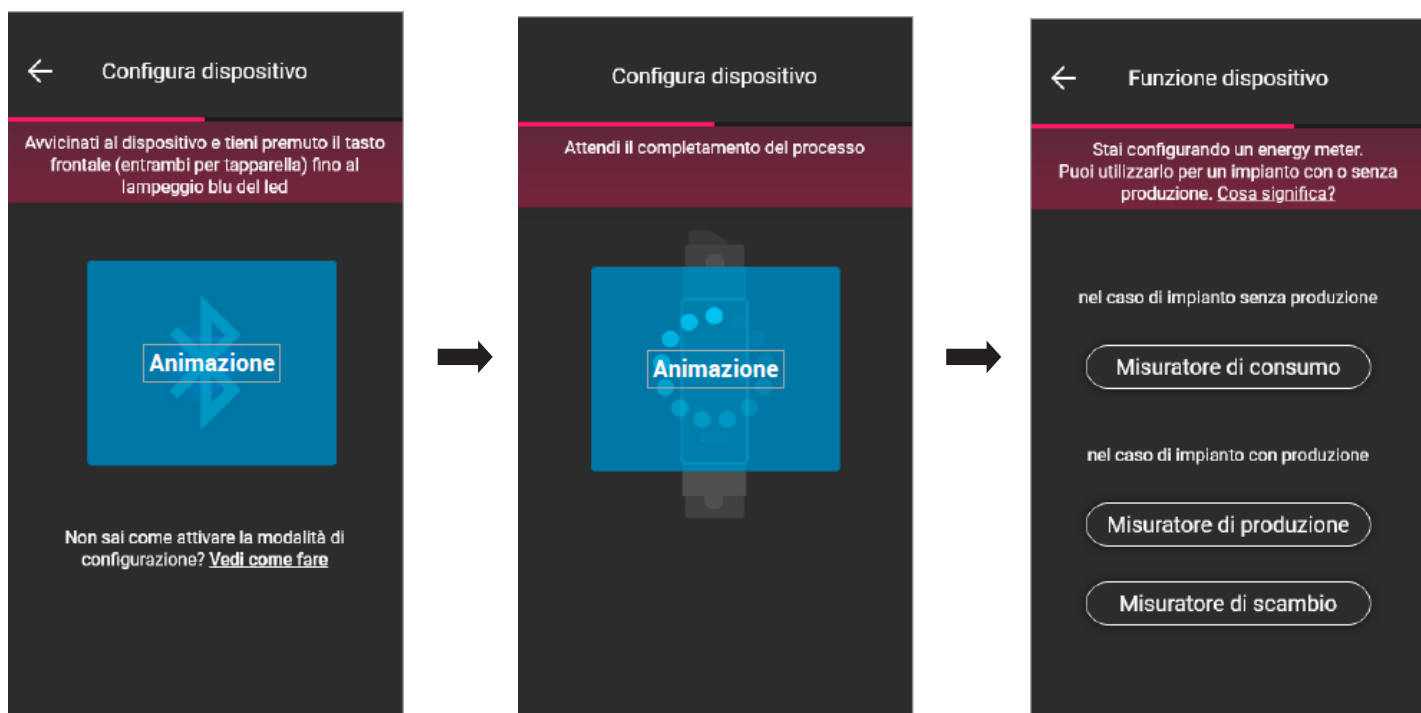 Configura dispositivo
Avvicinati al dispositivo e tieni premuto il tasto
frontale (entrambi per tapparella) fino al
lampeggio blu del led
Animazione
Non sai come attivare la modalità di
configurazione? Vedi come fare
Configura dispositivo
Attendi il completamento del processo
Animazione
Funzione dispositivo
Stai configurando un energy meter.
Puoi utilizzarlo per un impianto con o senza
produzione. Cosa significa?
nel caso di impianto senza produzione
Misuratore di consumo
nel caso di impianto con produzione
Misuratore di produzione
Misuratore di scambio